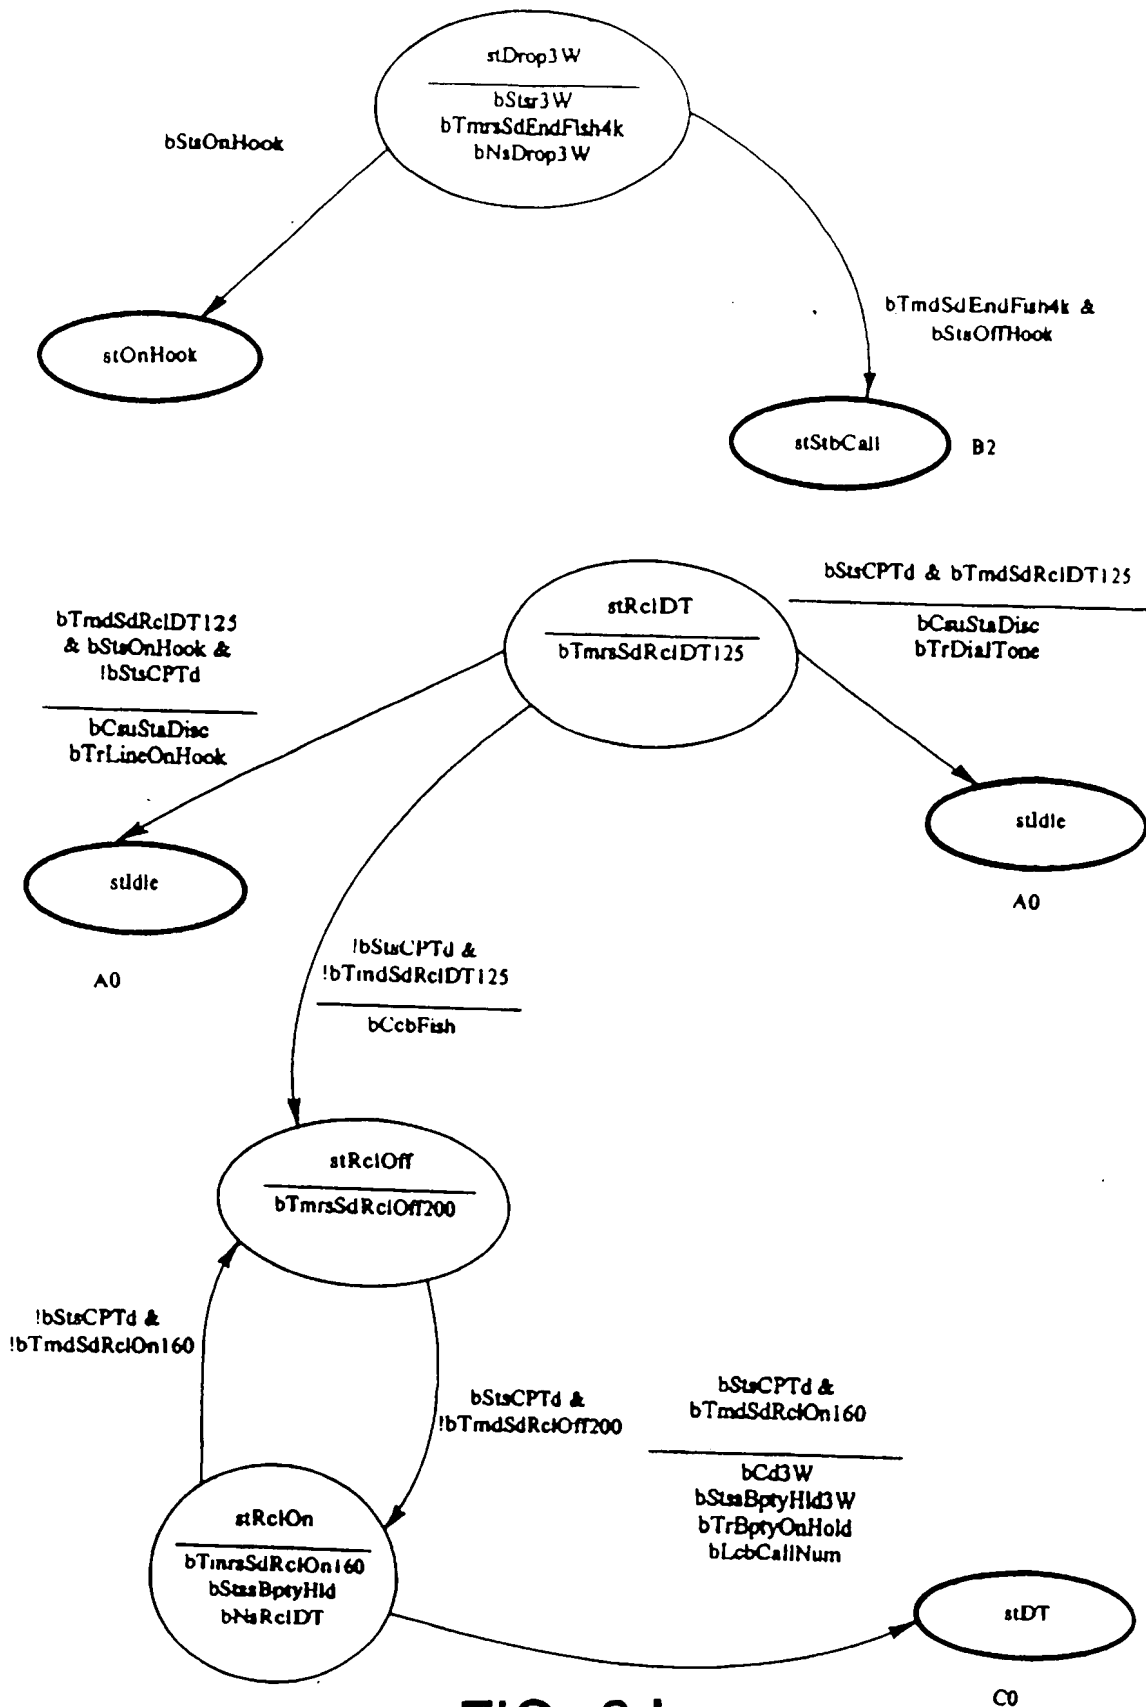 stDrop3W
bStsr3W
bTmrsSdEndFlsh4k
bNsDrop3W
bStsOnHook
stOnHook
bTmdSdEndFlsh4k &
bStsOffHook
stStbCall
B2
stRclDT
bTmrsSdRclDT125
bStsCPTd & bTmdSdRclDT125
bCsuStaDisc
bTrDialTone
bTmdSdRclDT125
& bStsOnHook &
!bStsCPTd
bCsuStaDisc
bTrLineOnHook
stIdle
A0
stIdle
A0
!bStsCPTd &
!bTmdSdRclDT125
bCcbFlsh
stRclOff
bTmrsSdRclOff200
!bStsCPTd &
!bTmdSdRclOn160
bStsCPTd &
!bTmdSdRclOff200
bStsCPTd &
bTmdSdRclOn160
bCd3W
bStssBptyHld3W
bTrBptyOnHold
bLcbCallNum
stRclOn
bTmrsSdRclOn160
bStssBptyHld
bNsRclDT
stDT
C0